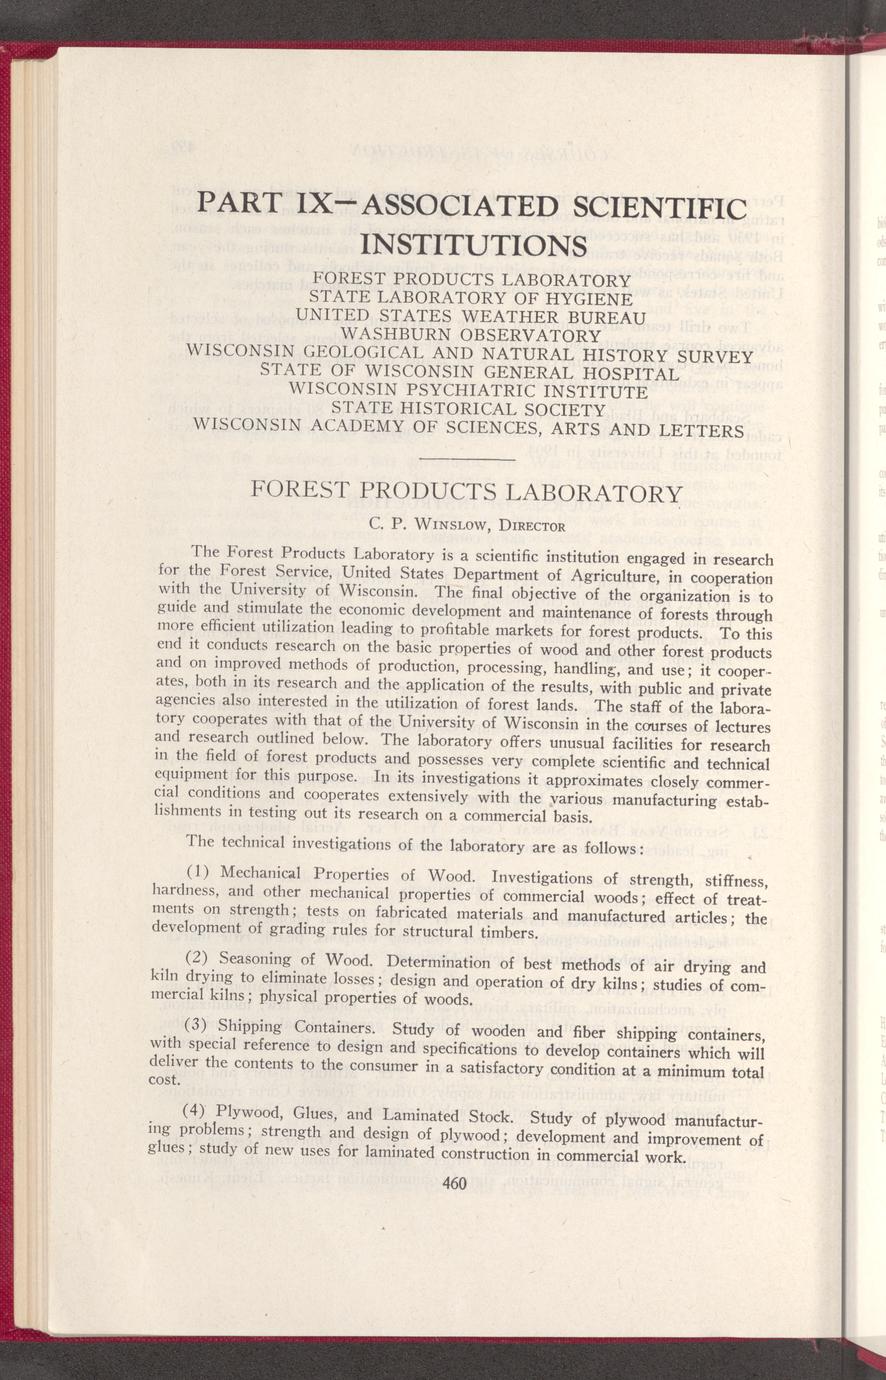 PART IX—ASSOCIATED SCIENTIFIC
INSTITUTIONS
FOREST PRODUCTS LABORATORY
STATE LABORATORY OF HYGIENE
UNITED STATES WEATHER BUREAU
WASHBURN OBSERVATORY
WISCONSIN GEOLOGICAL AND NATURAL HISTORY SURVEY
STATE OF WISCONSIN GENERAL HOSPITAL
WISCONSIN PSYCHIATRIC INSTITUTE
STATE HISTORICAL SOCIETY
WISCONSIN ACADEMY OF SCIENCES, ARTS AND LETTERS
FOREST PRODUCTS LABORATORY
C. P. Winslow, Director
The Forest Products Laboratory is a scientific institution engaged in research
for the Forest Service, United States Department of Agriculture, in cooperation
with the University of Wisconsin. The final objective of the organization is to
guide and stimulate the economic development and maintenance of forests through
more efficient utilization leading to profitable markets for forest products. To this
end it conducts research on the basic properties of wood and other forest products
and on improved methods of production, processing, handling, and use; it cooper-
ates, both in its research and the application of the results, with public and private
agencies also interested in the utilization of forest lands. The staff of the labora-
tory cooperates with that of the University of Wisconsin in the courses of lectures
and research outlined below. The laboratory offers unusual facilities for research
in the field of forest products and possesses very complete scientific and technical
equipment for this purpose. In its investigations it approximates closely commer-
cial conditions and cooperates extensively with the various manufacturing estab-
lishments in testing out its research on a commercial basis.
The technical investigations of the laboratory are as follows:
(1) Mechanical Properties of Wood. Investigations of strength, stiffness,
hardness, and other mechanical properties of commercial woods; effect of treat-
ments on strength; tests on fabricated materials and manufactured articles; the
development of grading rules for structural timbers.
(2) Seasoning of Wood. Determination of best methods of air drying and
kiln drying to eliminate losses; design and operation of dry kilns; studies of com-
mercial kilns; physical properties of woods.
(3) Shipping Containers. Study of wooden and fiber shipping containers,
with special reference to design and specifications to develop containers which will
deliver the contents to the consumer in a satisfactory condition at a minimum total
cost.
(4) Plywood, Glues, and Laminated Stock. Study of plywood manufactur-
ing problems; strength and design of plywood; development and improvement of
glues; study of new uses for laminated construction in commercial work.
460